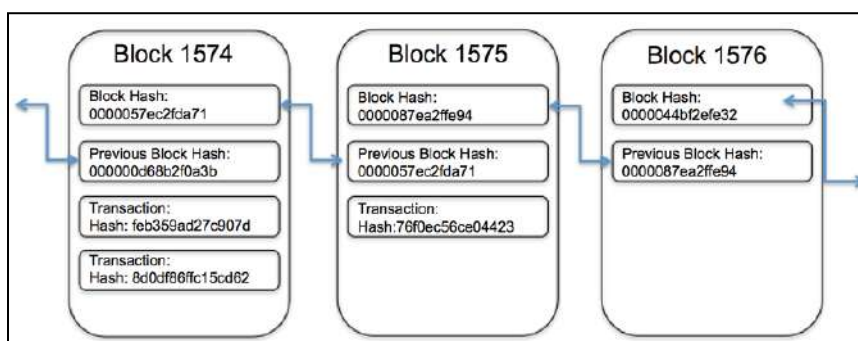 Block 1574
Block Hash:
0000057ec2fda71
Previous Block Hash:
000000d68b2f0a3b
Transaction:
Hash: feb359ad27c907d
Transaction:
Hash: 8d0df86ffc15cd62
Block 1575
Block Hash:
0000087ea2ffe94
Previous Block Hash:
0000057ec2fda71
Transaction:
Hash:76f0ec56ce04423
Block 1576
Block Hash:
0000044bf2efe32
Previous Block Hash:
0000087ea2ffe94